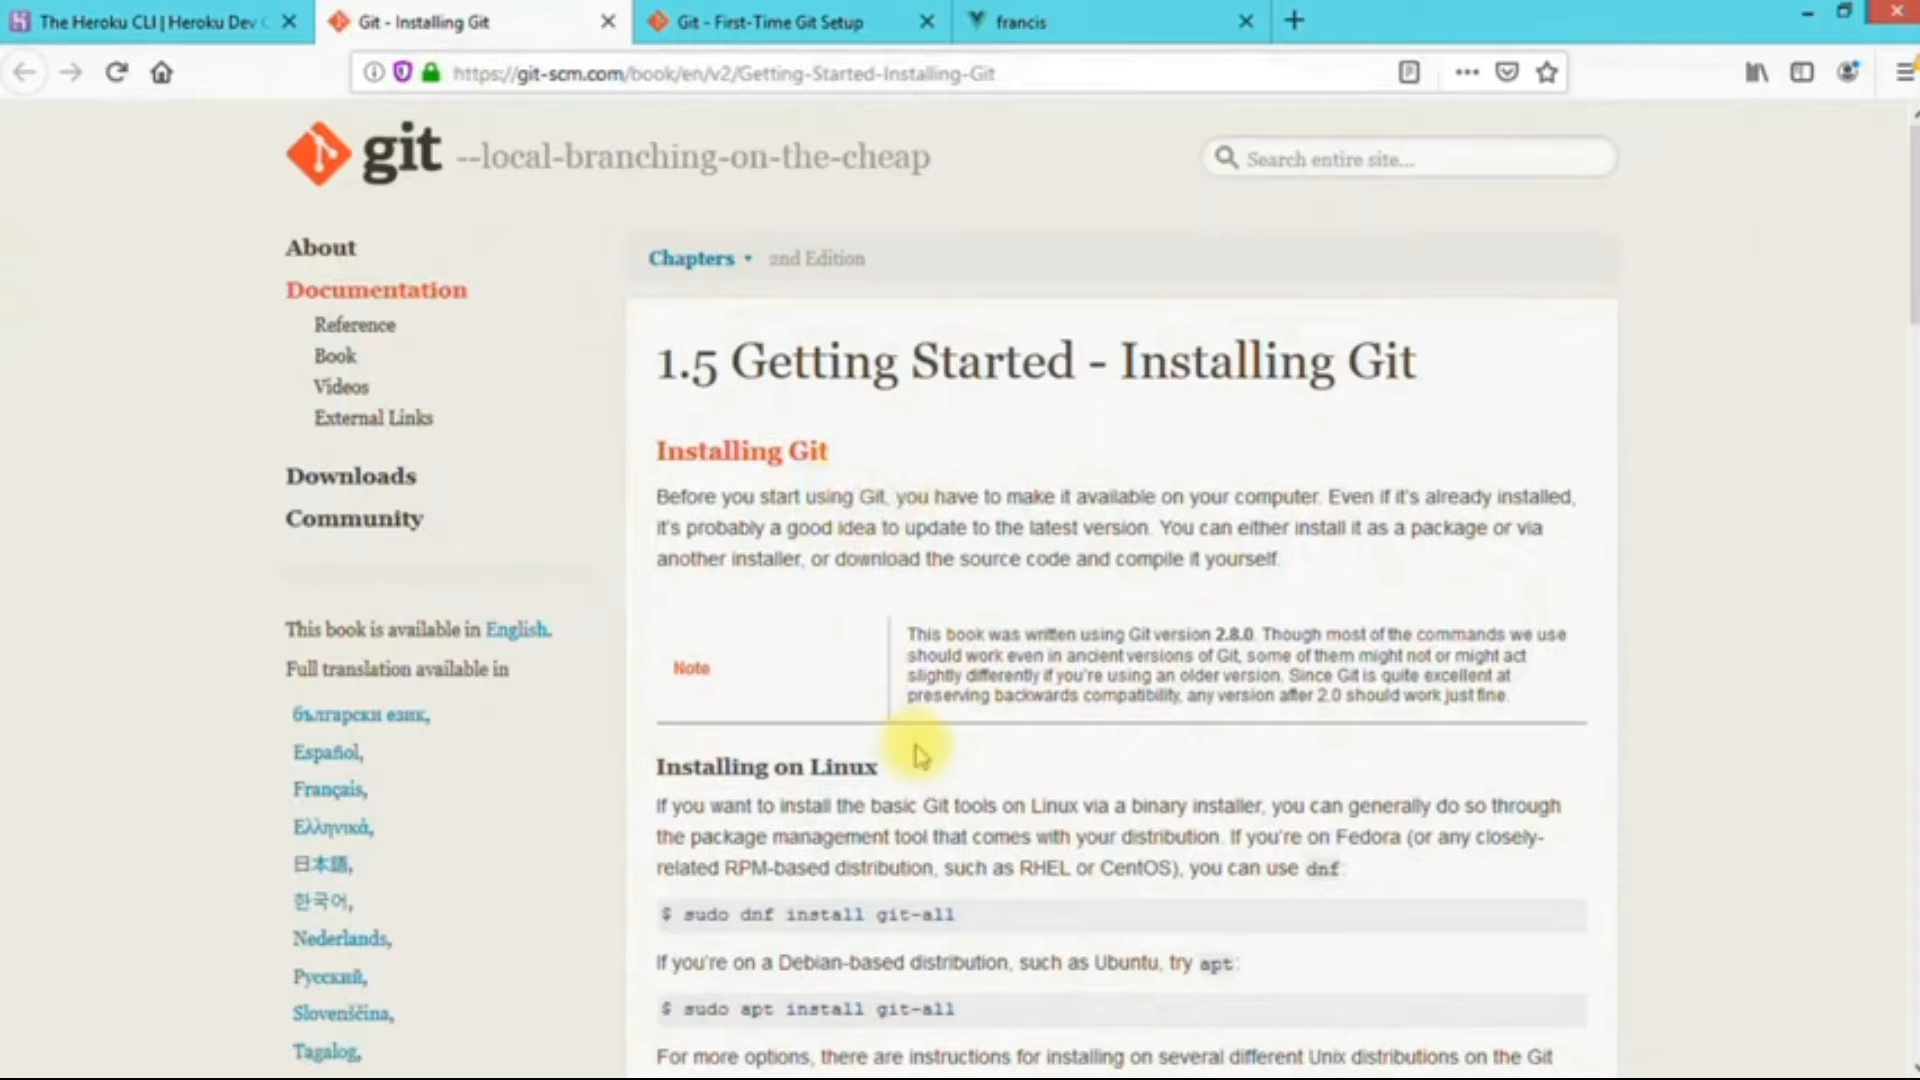 The Heroku CLI | Heroku Dev C
Git - Installing Git
Git - First-Time Git Setup
francis
https://git-scm.com/book/en/v2/Getting-Started-Installing-Git
git --local-branching-on-the-cheap
Search entire site...
About
Documentation
Reference
Book
Videos
External Links
Downloads
Community
This book is available in English.
Full translation available in
български език,
Español,
Français,
Ελληνικά,
日本語,
한국어,
Nederlands,
Русский,
Slovenščina,
Tagalog,
Chapters ▾ 2nd Edition
1.5 Getting Started - Installing Git
Installing Git
Before you start using Git, you have to make it available on your computer. Even if it's already installed,
it's probably a good idea to update to the latest version. You can either install it as a package or via
another installer, or download the source code and compile it yourself.
Note
This book was written using Git version 2.8.0. Though most of the commands we use
should work even in ancient versions of Git, some of them might not or might act
slightly differently if you're using an older version. Since Git is quite excellent at
preserving backwards compatibility, any version after 2.0 should work just fine.
Installing on Linux
If you want to install the basic Git tools on Linux via a binary installer, you can generally do so through
the package management tool that comes with your distribution. If you're on Fedora (or any closely-
related RPM-based distribution, such as RHEL or CentOS), you can use dnf:
$ sudo dnf install git-all
If you're on a Debian-based distribution, such as Ubuntu, try apt:
$ sudo apt install git-all
For more options, there are instructions for installing on several different Unix distributions on the Git